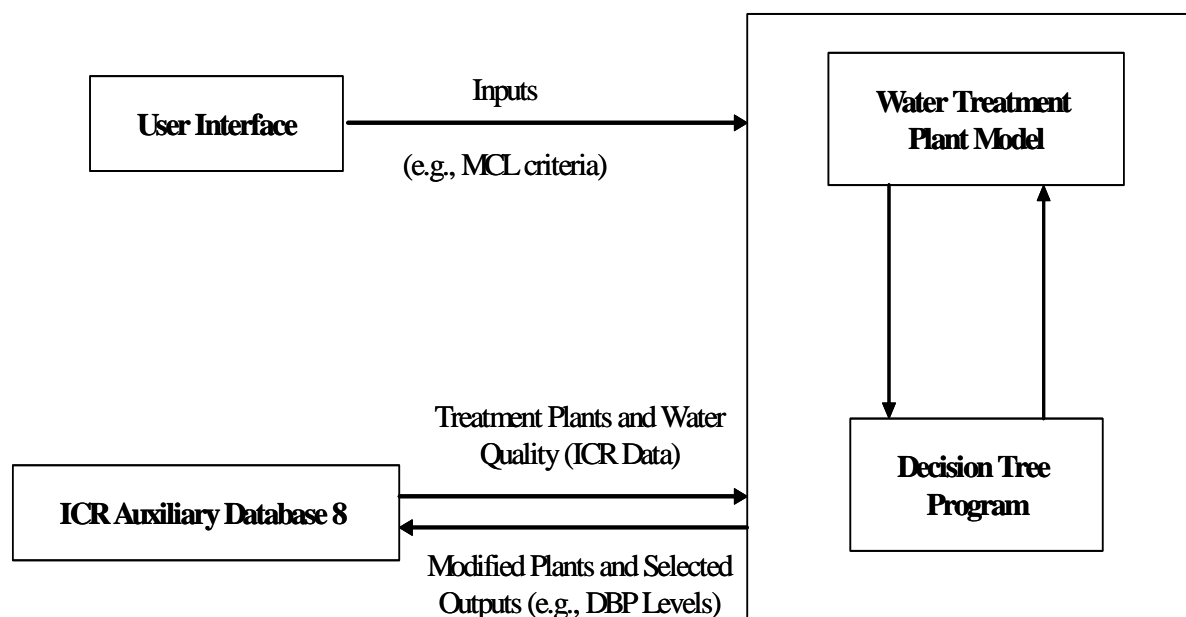 User Interface
Inputs
(e.g., MCL criteria)
Water Treatment
Plant Model
Treatment Plants and Water
Quality (ICR Data)
ICR Auxiliary Database 8
Modified Plants and Selected
Outputs (e.g., DBP Levels)
Decision Tree
Program